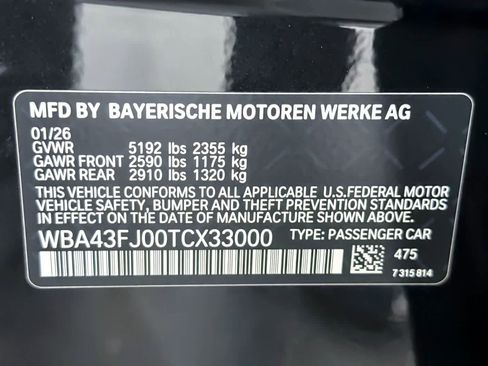 MFD BY BAYERISCHE MOTOREN WERKE AG
01/26
GVWR 5192 lbs 2355 kg
GAWR FRONT 2590 lbs 1175 kg
GAWR REAR 2910 lbs 1320 kg
THIS VEHICLE CONFORMS TO ALL APPLICABLE U.S.FEDERAL MOTOR
VEHICLE SAFETY, BUMPER AND THEFT PREVENTION STANDARDS
IN EFFECT ON THE DATE OF MANUFACTURE SHOWN ABOVE.
WBA43FJ00TCX33000 TYPE: PASSENGER CAR
475
7 315 814